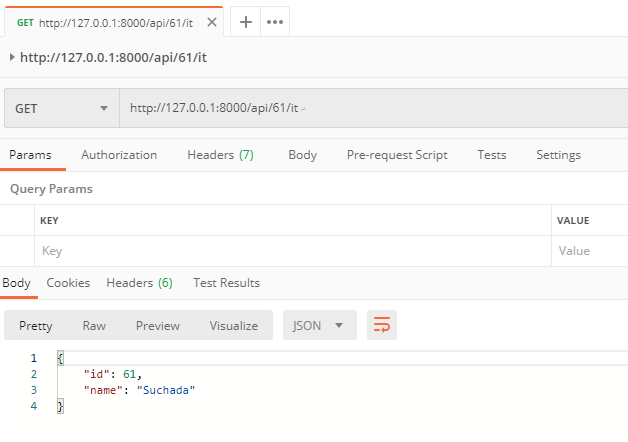 GET http://127.0.0.1:8000/api/61/it
http://127.0.0.1:8000/api/61/it
GET http://127.0.0.1:8000/api/61/it
Params Authorization Headers (7) Body Pre-request Script Tests Settings
Query Params
KEY VALUE
Key Value
Body Cookies Headers (6) Test Results
Pretty Raw Preview Visualize JSON
1 {
2 "id": 61,
3 "name": "Suchada"
4 }